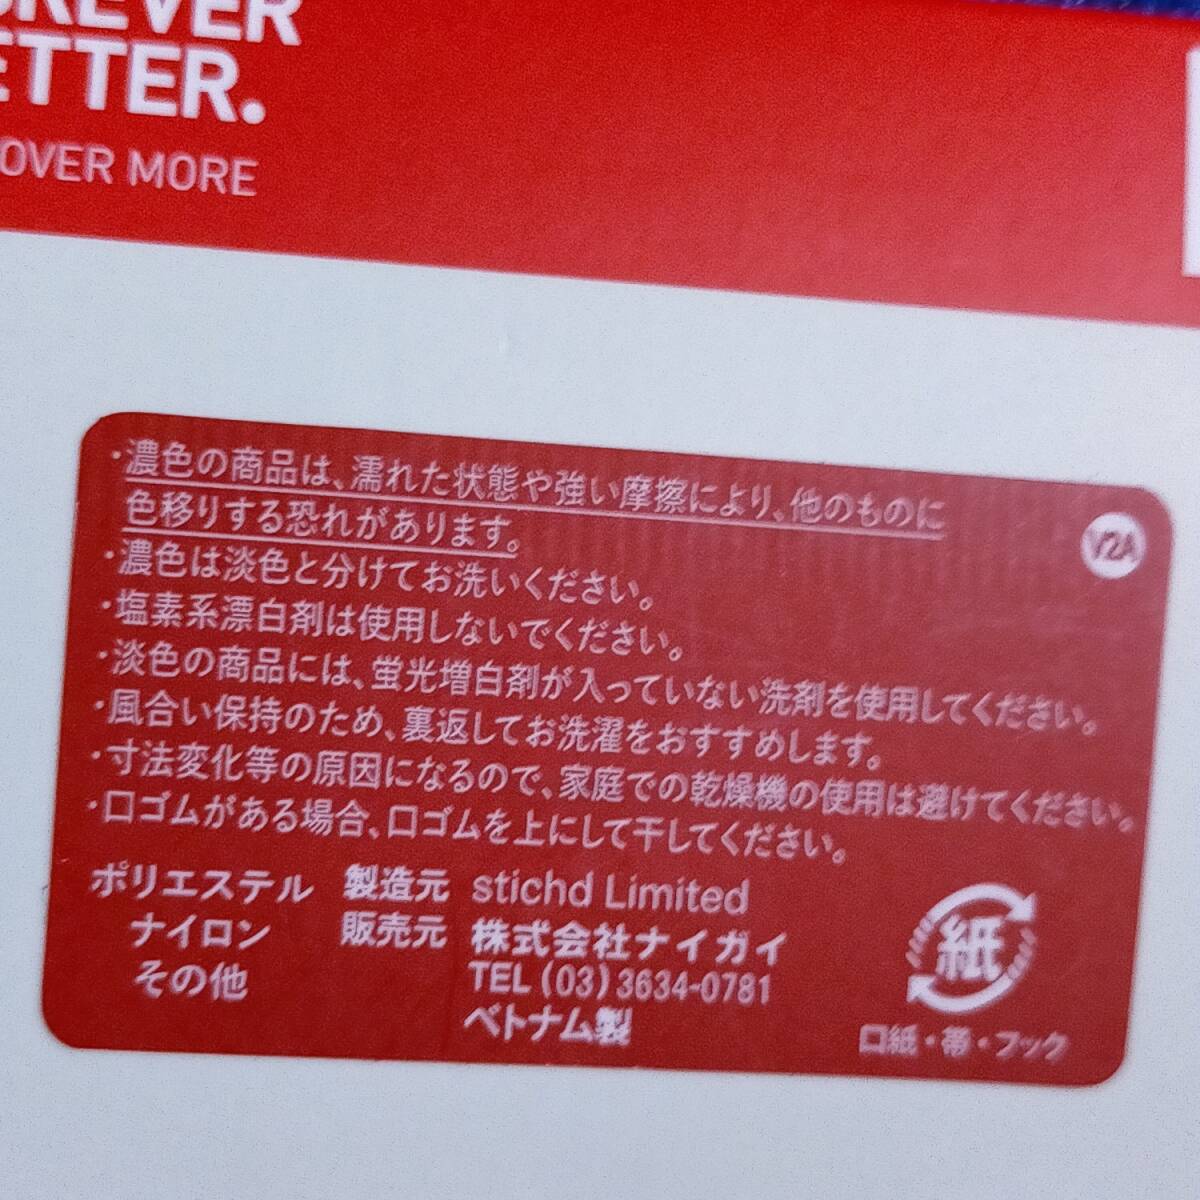 OREVER
ETTER.
OVER MORE
・濃色の商品は、濡れた状態や強い摩擦により、他のものに
色移りする恐れがあります。
V2A
・濃色は淡色と分けてお洗いください。
・塩素系漂白剤は使用しないでください。
・淡色の商品には、蛍光増白剤が入っていない洗剤を使用してください。
・風合い保持のため、裏返してお洗濯をおすすめします。
・寸法変化等の原因になるので、家庭での乾燥機の使用は避けてください。
・口ゴムがある場合、口ゴムを上にして干してください。
ポリエステル 製造元 stichd Limited
ナイロン 販売元 株式会社ナイガイ
その他 TEL (03) 3634-0781
ベトナム製
紙
口紙・帯・フック